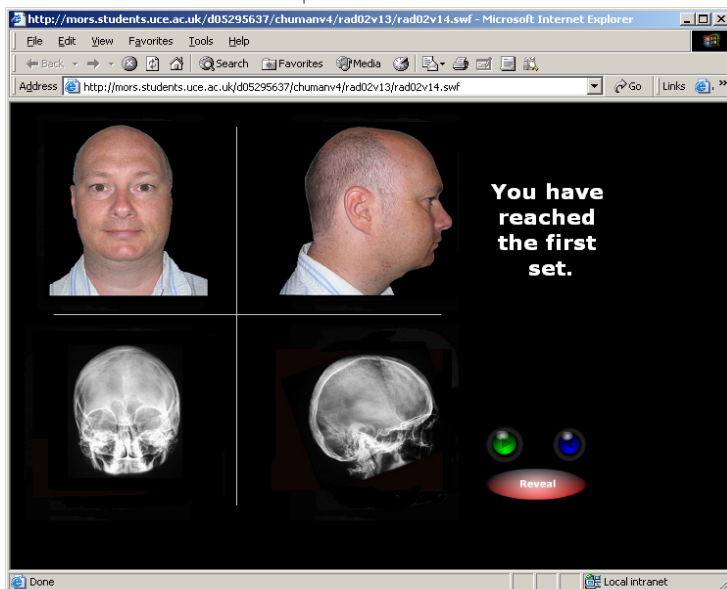 http://mors.students.uce.ac.uk/d05295637/chumanv4/rad02v13/rad02v14.swf - Microsoft Internet Explorer
File Edit View Favorites Tools Help
Back Search Favorites Media
Address http://mors.students.uce.ac.uk/d05295637/chumanv4/rad02v13/rad02v14.swf Go Links »
You have
reached
the first
set.
Reveal
Done Local intranet